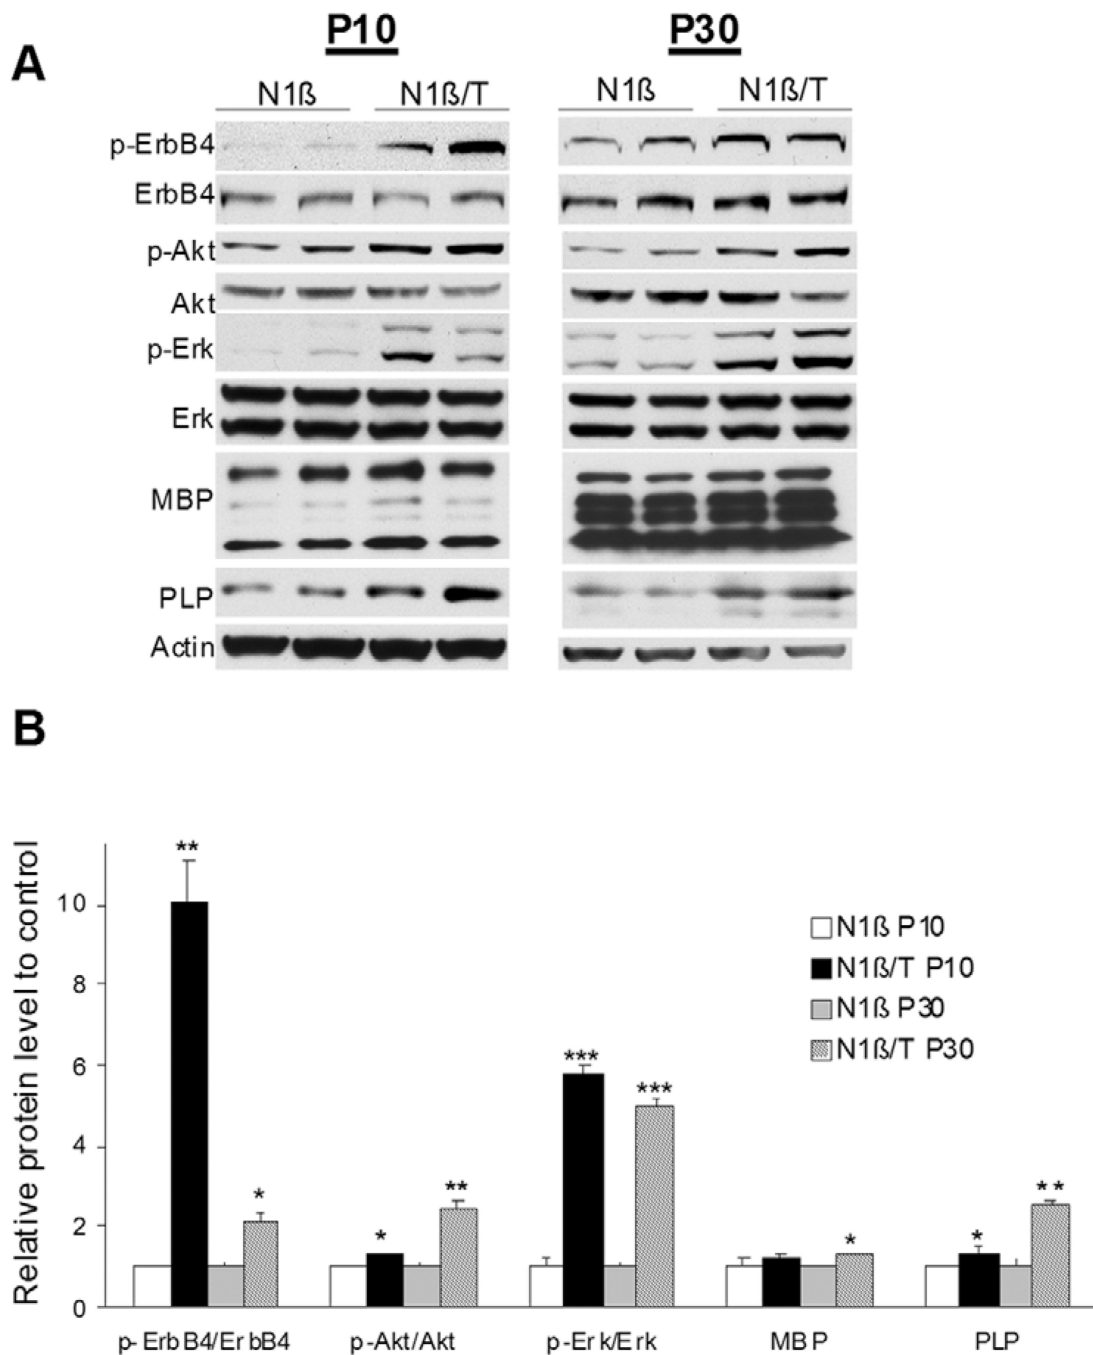 P10 P30
A
N1ß N1ß/T N1ß N1ß/T
p-ErbB4
ErbB4
p-Akt
Akt
p-Erk
Erk
MBP
PLP
Actin
B
Relative protein level to control
** 
10
N1ß P10
N1ß/T P10
8
N1ß P30
N1ß/T P30
6
*** ***
4
* * ** * * * *
2
0
p-ErbB4/ErbB4 p-Akt/Akt p-Erk/Erk MBP PLP